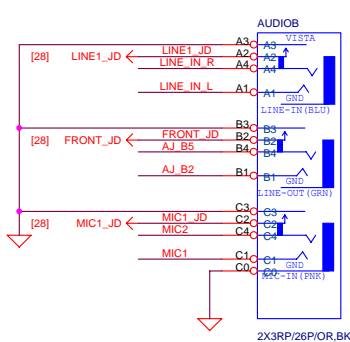 AUDIOB
A3 A3 VISTA
[28] LINE1_JD LINE1_JD A2 A2
LINE_IN_R A4 A4
LINE_IN_L A1 A1
GND
LINE-IN(BLU)
B3 B3
[28] FRONT_JD FRONT_JD B2 B2
AJ_B5 B4 B4
AJ_B2 B1 B1
GND
LINE-OUT(GRN)
C3 C3
[28] MIC1_JD MIC1_JD C2 C2
MIC2 C4 C4
MIC1 C1 C1
GND
C0 C0
MIC-IN(PNK)
2X3RP/26P/OR,BK